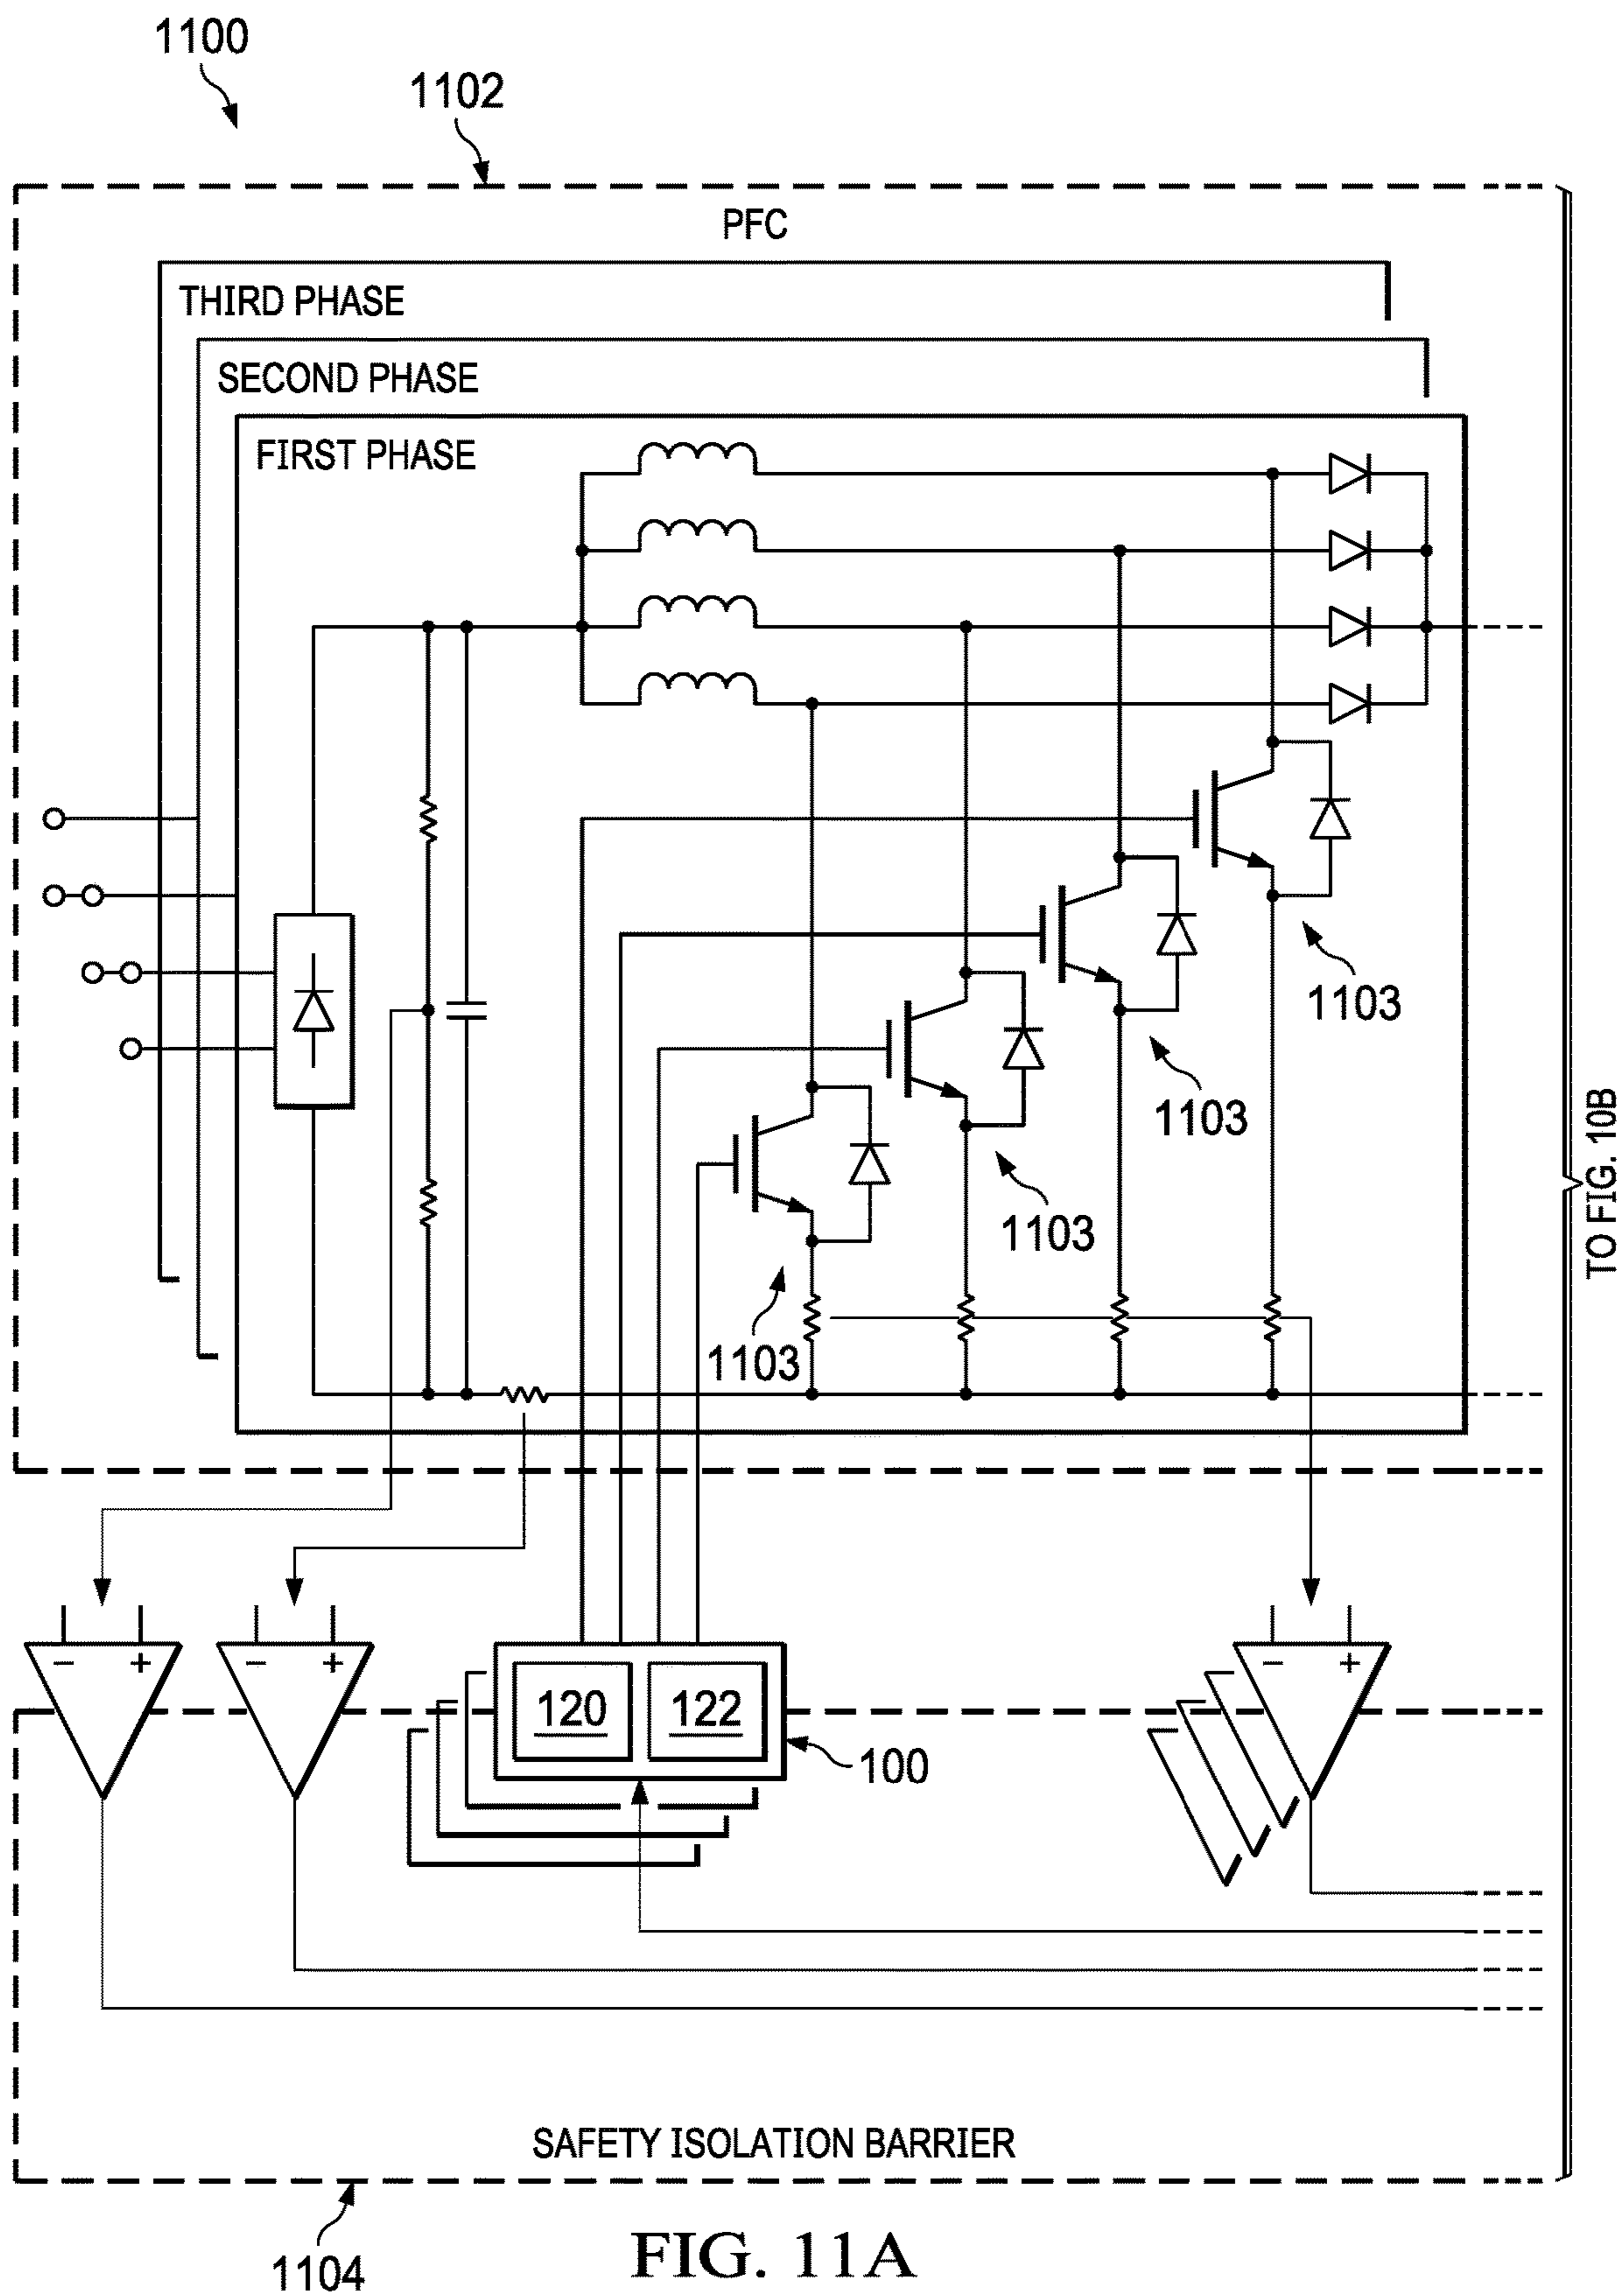 1100
1102
PFC
THIRD PHASE
SECOND PHASE
FIRST PHASE
1103
1103
1103
1103
TO FIG. 10B
− +
− +
120
122
− +
100
SAFETY ISOLATION BARRIER
1104
FIG. 11A